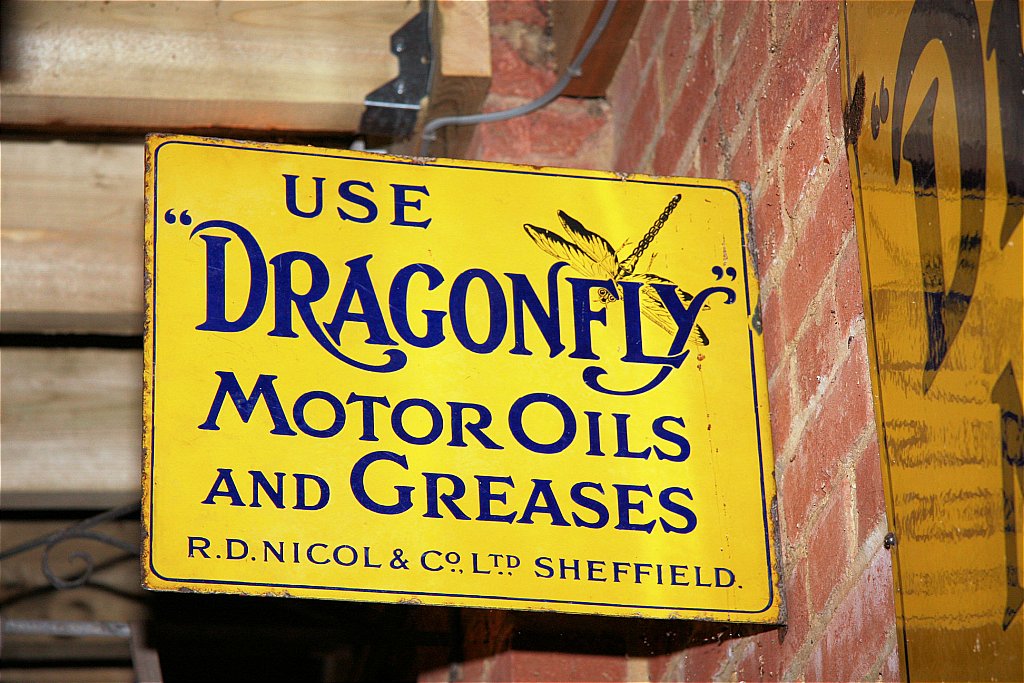 USE
“DRAGONFLY”
MOTOR OILS
AND GREASES
R.D. NICOL & Co., LTD SHEFFIELD.